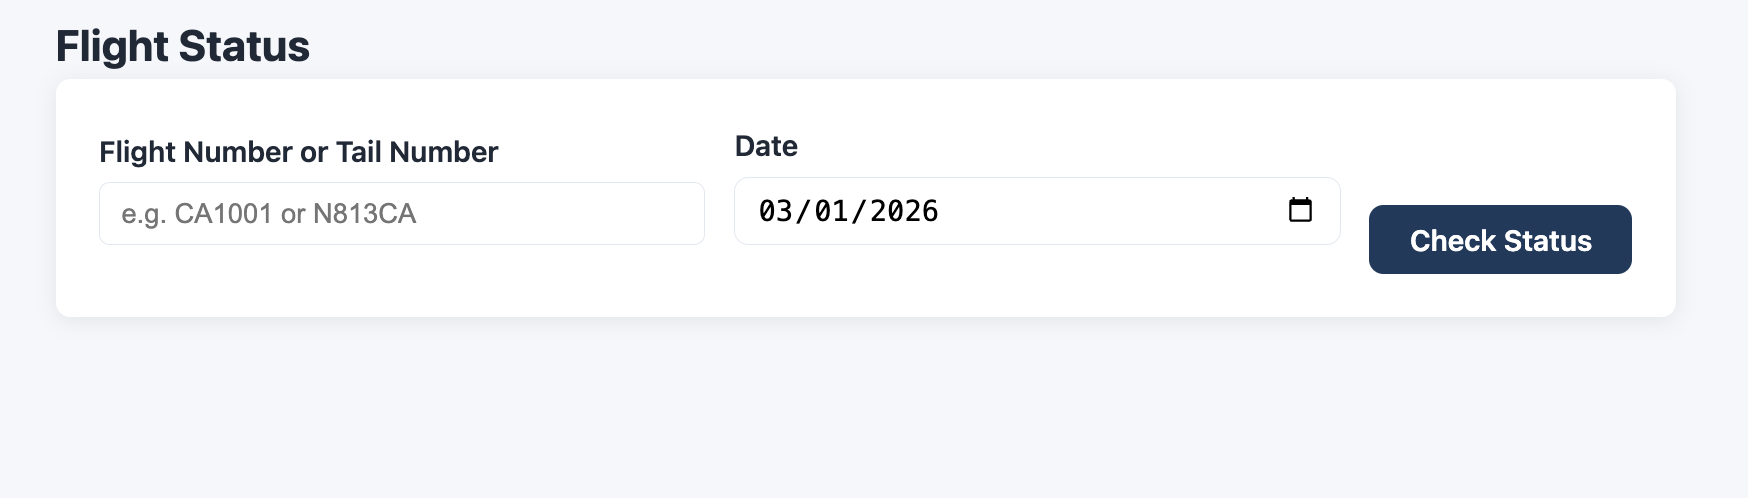 Flight Status
Flight Number or Tail Number
e.g. CA1001 or N813CA
Date
03/01/2026
Check Status